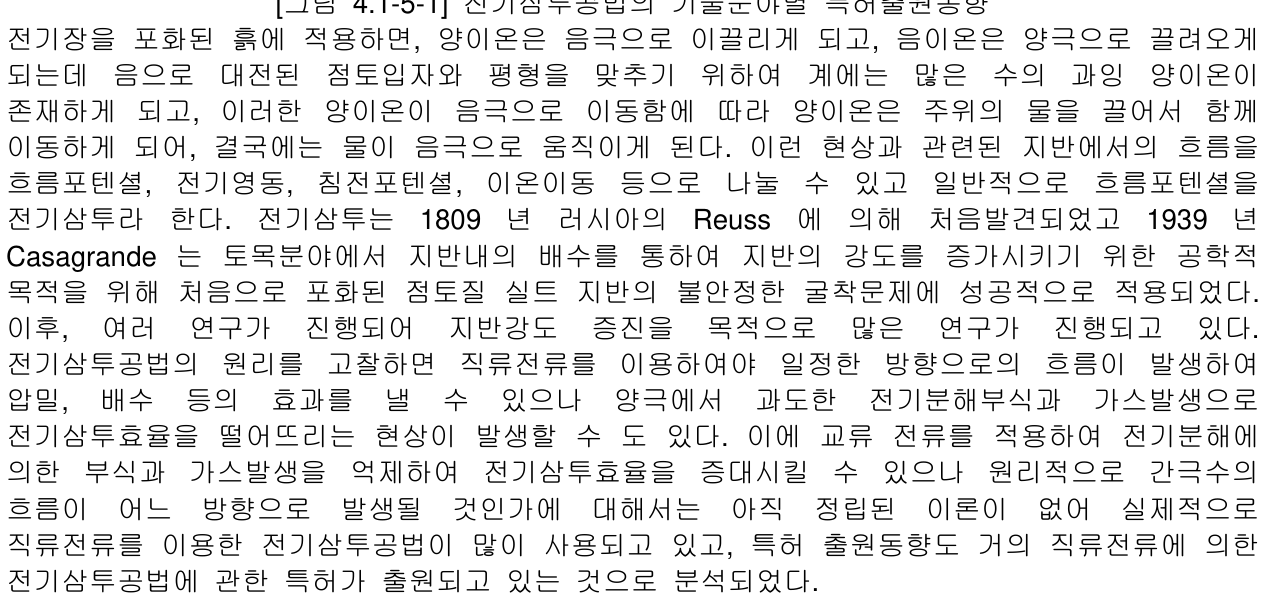 [그림 4.1-5-1] 전기삼투공법의 기술분야별 특허출원동향
전기장을 포화된 흙에 적용하면, 양이온은 음극으로 이끌리게 되고, 음이온은 양극으로 끌려오게
되는데 음으로 대전된 점토입자와 평형을 맞추기 위하여 계에는 많은 수의 과잉 양이온이
존재하게 되고, 이러한 양이온이 음극으로 이동함에 따라 양이온은 주위의 물을 끌어서 함께
이동하게 되어, 결국에는 물이 음극으로 움직이게 된다. 이런 현상과 관련된 지반에서의 흐름을
흐름포텐셜, 전기영동, 침전포텐셜, 이온이동 등으로 나눌 수 있고 일반적으로 흐름포텐셜을
전기삼투라 한다. 전기삼투는 1809 년 러시아의 Reuss 에 의해 처음발견되었고 1939 년
Casagrande 는 토목분야에서 지반내의 배수를 통하여 지반의 강도를 증가시키기 위한 공학적
목적을 위해 처음으로 포화된 점토질 실트 지반의 불안정한 굴착문제에 성공적으로 적용되었다.
이후, 여러 연구가 진행되어 지반강도 증진을 목적으로 많은 연구가 진행되고 있다.
전기삼투공법의 원리를 고찰하면 직류전류를 이용하여야 일정한 방향으로의 흐름이 발생하여
압밀, 배수 등의 효과를 낼 수 있으나 양극에서 과도한 전기분해부식과 가스발생으로
전기삼투효율을 떨어뜨리는 현상이 발생할 수 도 있다. 이에 교류 전류를 적용하여 전기분해에
의한 부식과 가스발생을 억제하여 전기삼투효율을 증대시킬 수 있으나 원리적으로 간극수의
흐름이 어느 방향으로 발생될 것인가에 대해서는 아직 정립된 이론이 없어 실제적으로
직류전류를 이용한 전기삼투공법이 많이 사용되고 있고, 특허 출원동향도 거의 직류전류에 의한
전기삼투공법에 관한 특허가 출원되고 있는 것으로 분석되었다.